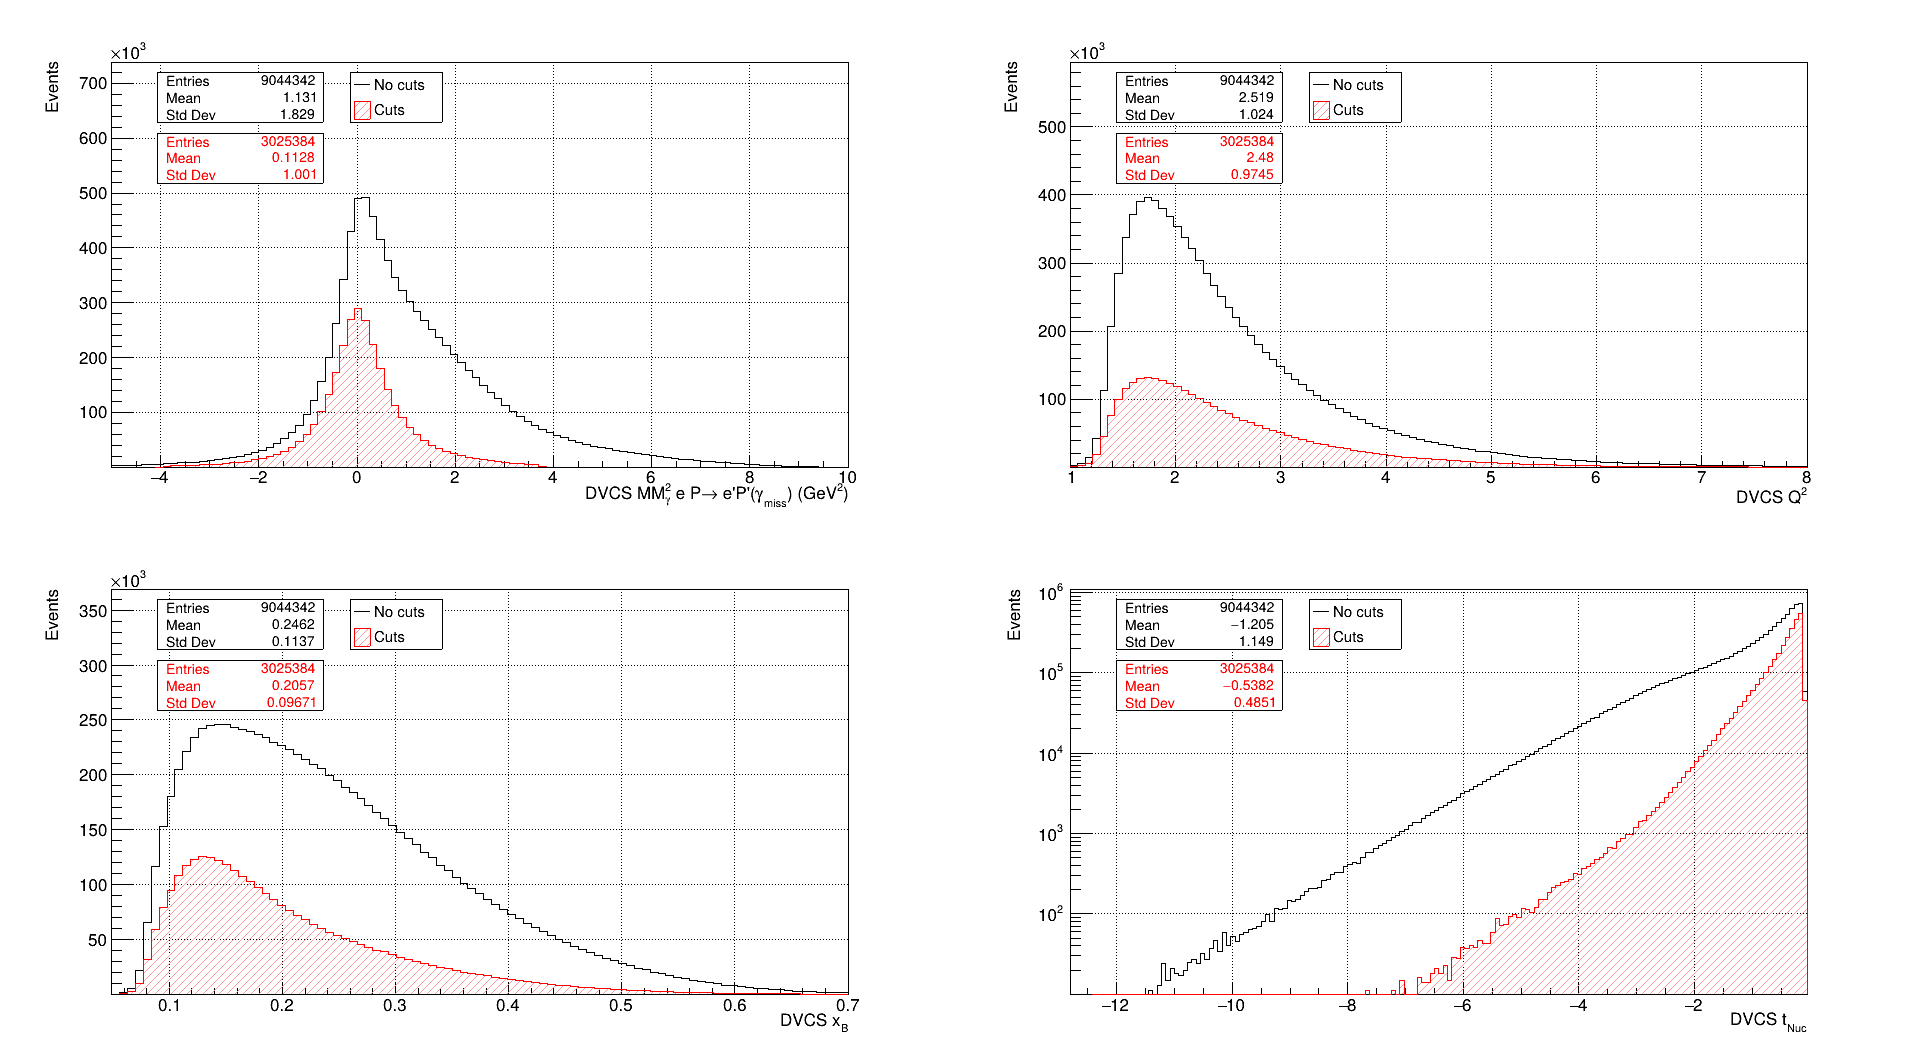 ×10³
Events
700
600
500
400
300
200
100
Entries 9044342
Mean 1.131
Std Dev 1.829
Entries 3025384
Mean 0.1128
Std Dev 1.001
No cuts
Cuts
−4 −2 0 2 4 6 8 10
DVCS MM²γ e P→ e'P'(γmiss) (GeV²)
×10³
Events
500
400
300
200
100
Entries 9044342
Mean 2.519
Std Dev 1.024
Entries 3025384
Mean 2.48
Std Dev 0.9745
No cuts
Cuts
1 2 3 4 5 6 7 8
DVCS Q²
×10³
Events
350
300
250
200
150
100
50
Entries 9044342
Mean 0.2462
Std Dev 0.1137
Entries 3025384
Mean 0.2057
Std Dev 0.09671
No cuts
Cuts
0.1 0.2 0.3 0.4 0.5 0.6 0.7
DVCS xB
Events
10⁶
10⁵
10⁴
10³
10²
Entries 9044342
Mean −1.205
Std Dev 1.149
Entries 3025384
Mean −0.5382
Std Dev 0.4851
No cuts
Cuts
−12 −10 −8 −6 −4 −2
DVCS tNuc